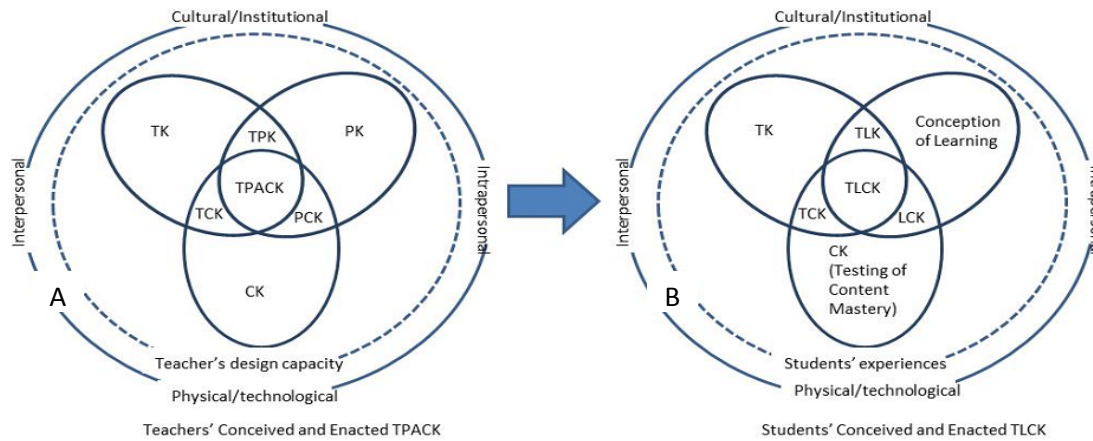 Cultural/Institutional
TK
TPK
PK
TPACK
TCK
PCK
CK
Interpersonal
Intrapersonal
A
Teacher's design capacity
Physical/technological
Teachers' Conceived and Enacted TPACK
Cultural/Institutional
TK
TLK
Conception
of Learning
TLCK
TCK
LCK
CK
(Testing of
Content
Mastery)
Interpersonal
B
Students' experiences
Physical/technological
Students' Conceived and Enacted TLCK